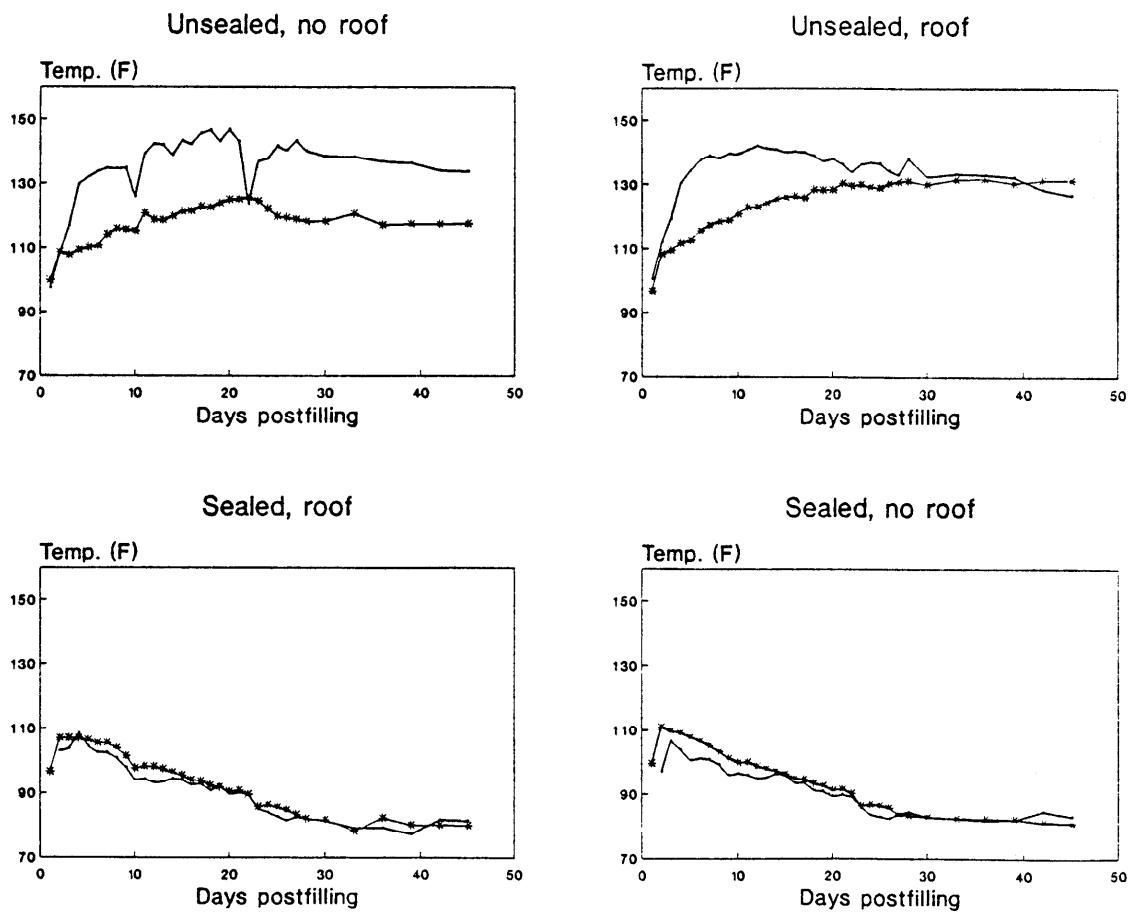 Unsealed, no roof
Temp. (F)
150
130
110
90
70
0 10 20 30 40 50
Days postfilling
Unsealed, roof
Temp. (F)
150
130
110
90
70
0 10 20 30 40 50
Days postfilling
Sealed, roof
Temp. (F)
150
130
110
90
70
0 10 20 30 40 50
Days postfilling
Sealed, no roof
Temp. (F)
150
130
110
90
70
0 10 20 30 40 50
Days postfilling